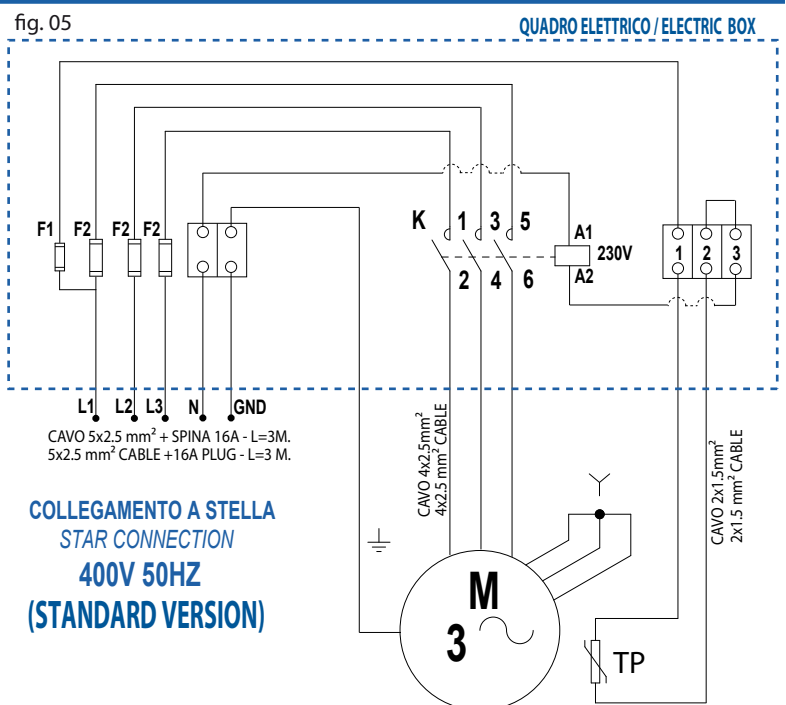 fig. 05
QUADRO ELETTRICO / ELECTRIC BOX
F1 F2 F2 F2
K 1 3 5
2 4 6
A1
230V
A2
1 2 3
L1 L2 L3 N GND
CAVO 5x2.5 mm² + SPINA 16A - L=3M.
5x2.5 mm² CABLE +16A PLUG - L=3 M.
CAVO 4x2.5mm²
4x2.5 mm² CABLE
CAVO 2x1.5mm²
2x1.5 mm² CABLE
COLLEGAMENTO A STELLA
STAR CONNECTION
400V 50HZ
(STANDARD VERSION)
Y
M
3
TP